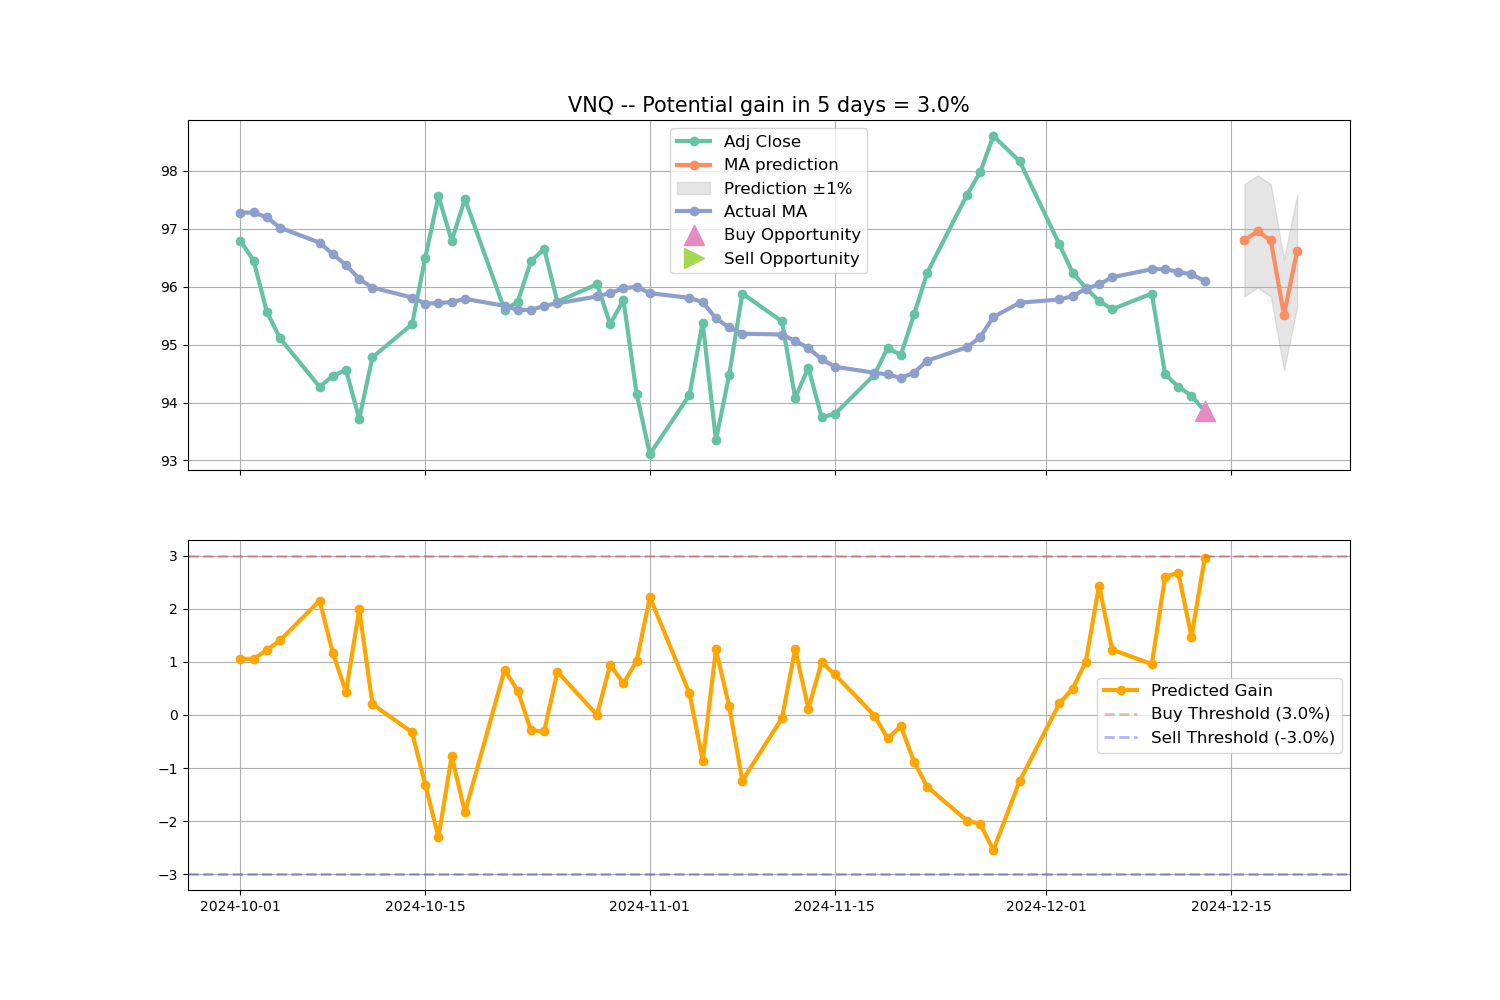 VNQ -- Potential gain in 5 days = 3.0%
Adj Close
MA prediction
Prediction ±1%
Actual MA
Buy Opportunity
Sell Opportunity
98
97
96
95
94
93
3
2
1
0
−1
−2
−3
Predicted Gain
Buy Threshold (3.0%)
Sell Threshold (-3.0%)
2024-10-01 2024-10-15 2024-11-01 2024-11-15 2024-12-01 2024-12-15